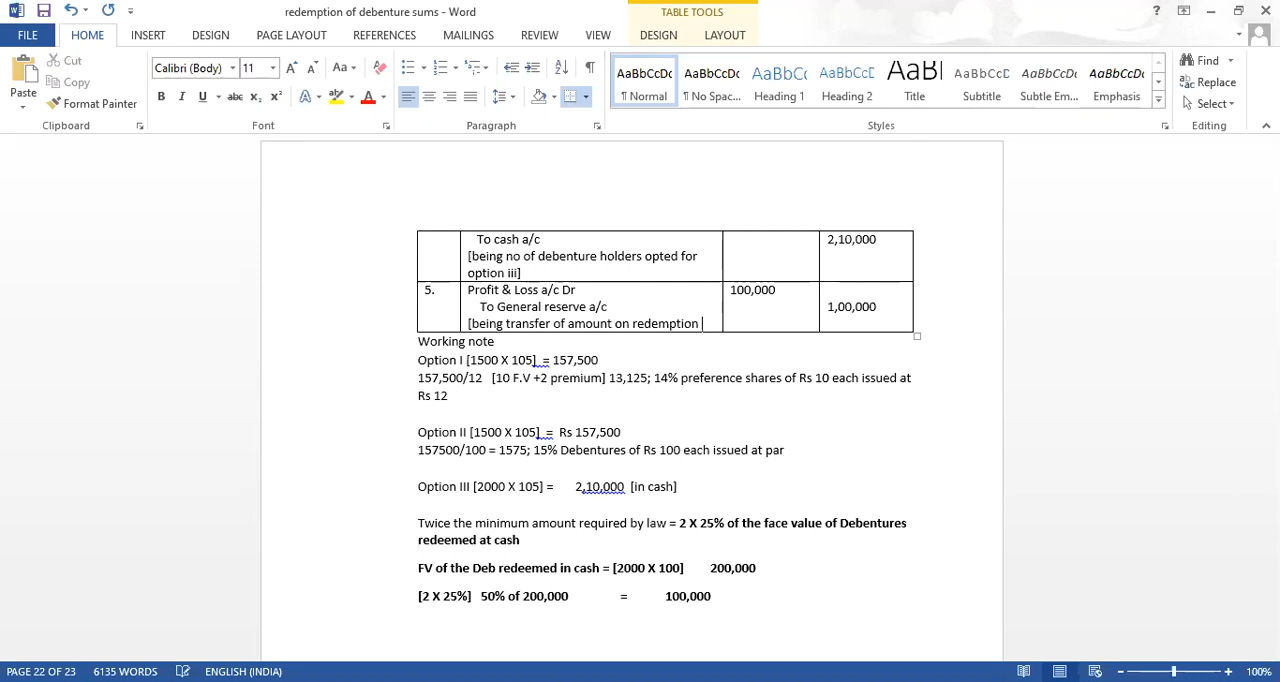 redemption of debenture sums - Word
TABLE TOOLS
FILE HOME INSERT DESIGN PAGE LAYOUT REFERENCES MAILINGS REVIEW VIEW DESIGN LAYOUT
Paste
Cut
Copy
Format Painter
Clipboard
Calibri (Body) 11
Font
Paragraph
AaBbCcDc AaBbCcDc AaBbCc AaBbCcD AaBl AaBbCcD AaBbCcDc AaBbCcDc
¶ Normal ¶ No Spac... Heading 1 Heading 2 Title Subtitle Subtle Em... Emphasis
Styles
Find
Replace
Select
Editing
To cash a/c 2,10,000
[being no of debenture holders opted for
option iii]
5. Profit & Loss a/c Dr 100,000
To General reserve a/c 1,00,000
[being transfer of amount on redemption
Working note
Option I [1500 X 105] = 157,500
157,500/12 [10 F.V +2 premium] 13,125; 14% preference shares of Rs 10 each issued at
Rs 12
Option II [1500 X 105] = Rs 157,500
157500/100 = 1575; 15% Debentures of Rs 100 each issued at par
Option III [2000 X 105] = 2,10,000 [in cash]
Twice the minimum amount required by law = 2 X 25% of the face value of Debentures
redeemed at cash
FV of the Deb redeemed in cash = [2000 X 100] 200,000
[2 X 25%] 50% of 200,000 = 100,000
PAGE 22 OF 23 6135 WORDS ENGLISH (INDIA) 100%